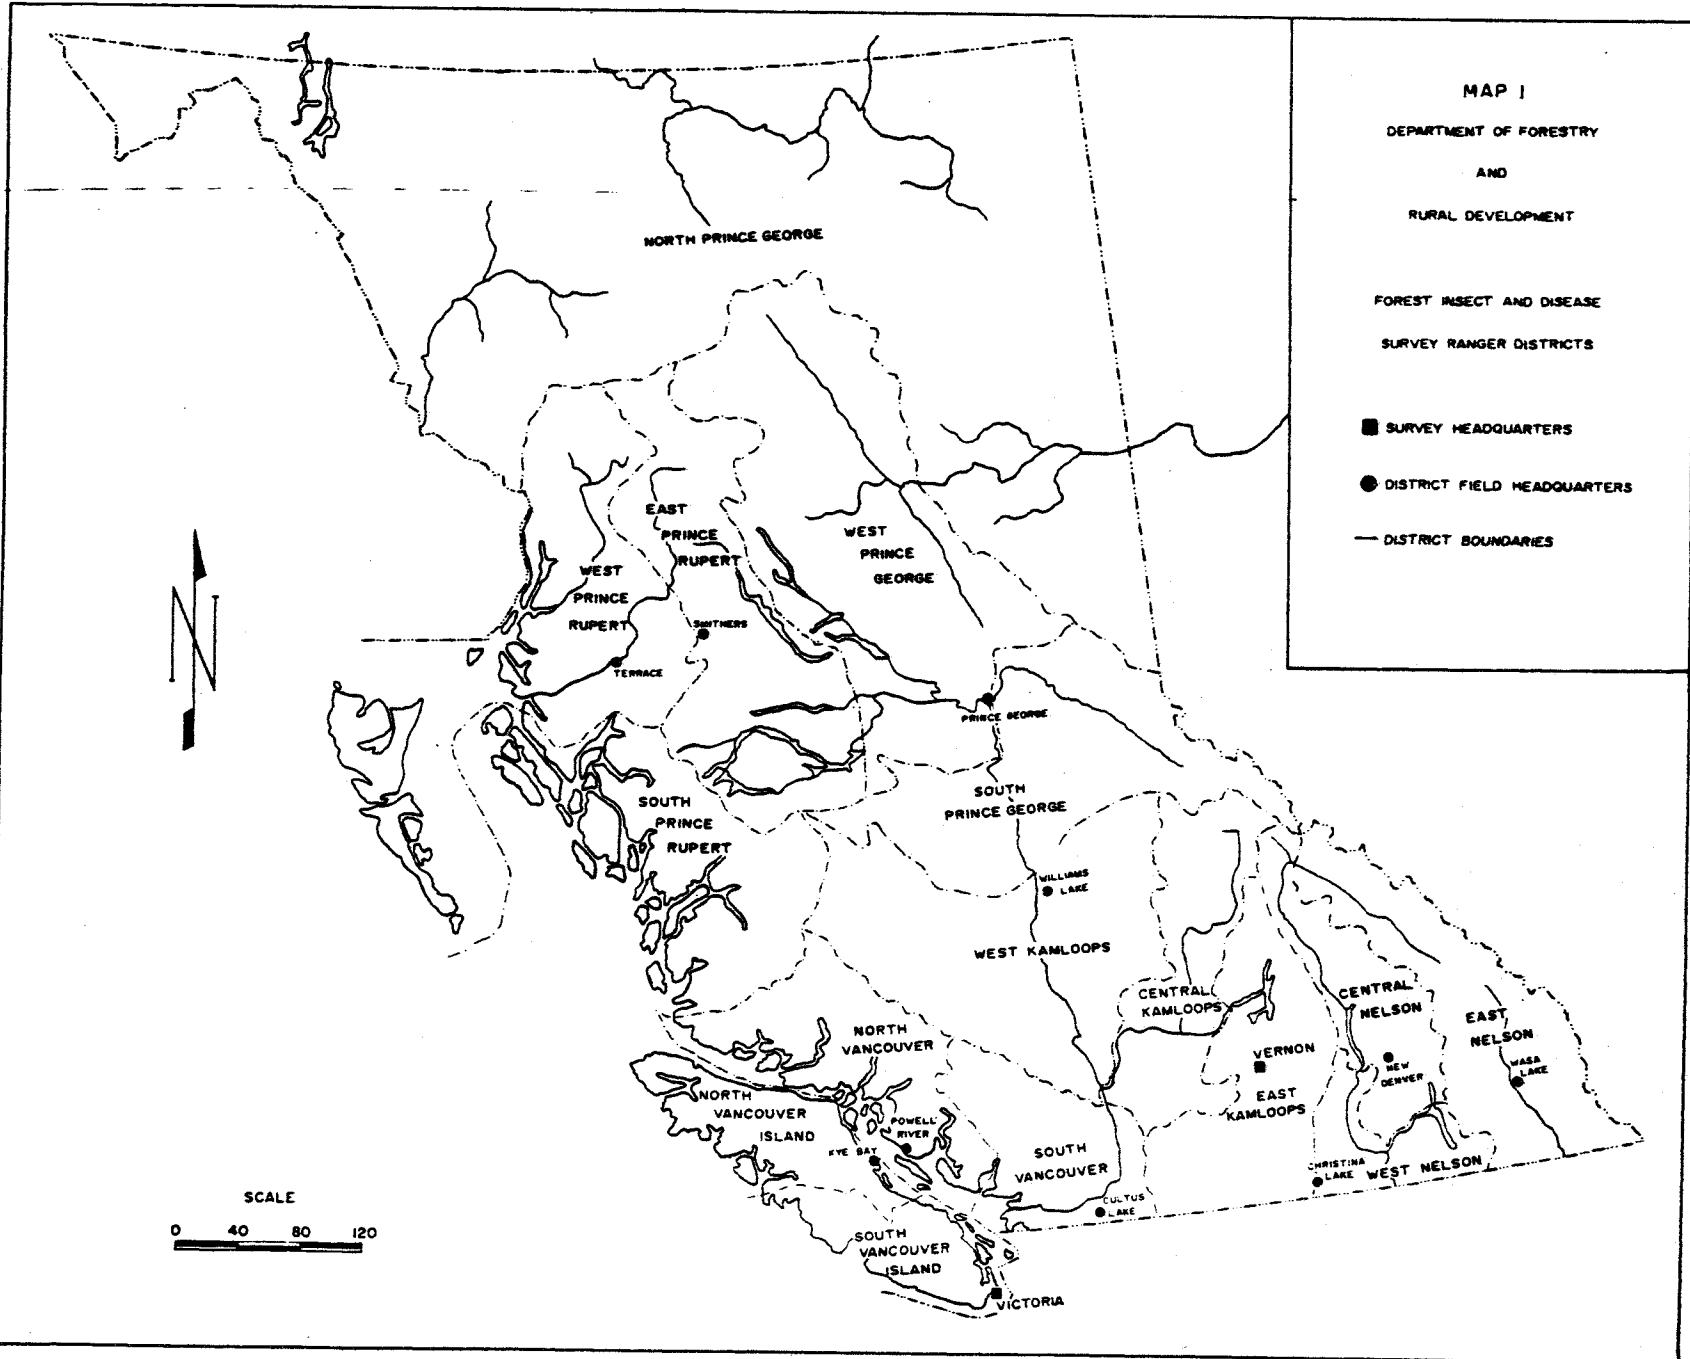 MAP I
DEPARTMENT OF FORESTRY
AND
RURAL DEVELOPMENT
FOREST INSECT AND DISEASE
SURVEY RANGER DISTRICTS
SURVEY HEADQUARTERS
DISTRICT FIELD HEADQUARTERS
DISTRICT BOUNDARIES
NORTH PRINCE GEORGE
EAST
PRINCE
RUPERT
WEST
PRINCE
GEORGE
WEST
PRINCE
RUPERT
SMITHERS
TERRACE
PRINCE GEORGE
SOUTH
PRINCE GEORGE
SOUTH
PRINCE
RUPERT
WILLIAMS
LAKE
WEST KAMLOOPS
CENTRAL
KAMLOOPS
CENTRAL
NELSON
EAST
NELSON
NORTH
VANCOUVER
VERNON
NEW
DENVER
WASA
LAKE
EAST
KAMLOOPS
NORTH
VANCOUVER
ISLAND
POWELL
RIVER
KYE BAY
SOUTH
VANCOUVER
CHRISTINA
LAKE
WEST NELSON
CULTUS
LAKE
SOUTH
VANCOUVER
ISLAND
VICTORIA
N
SCALE
0 40 80 120